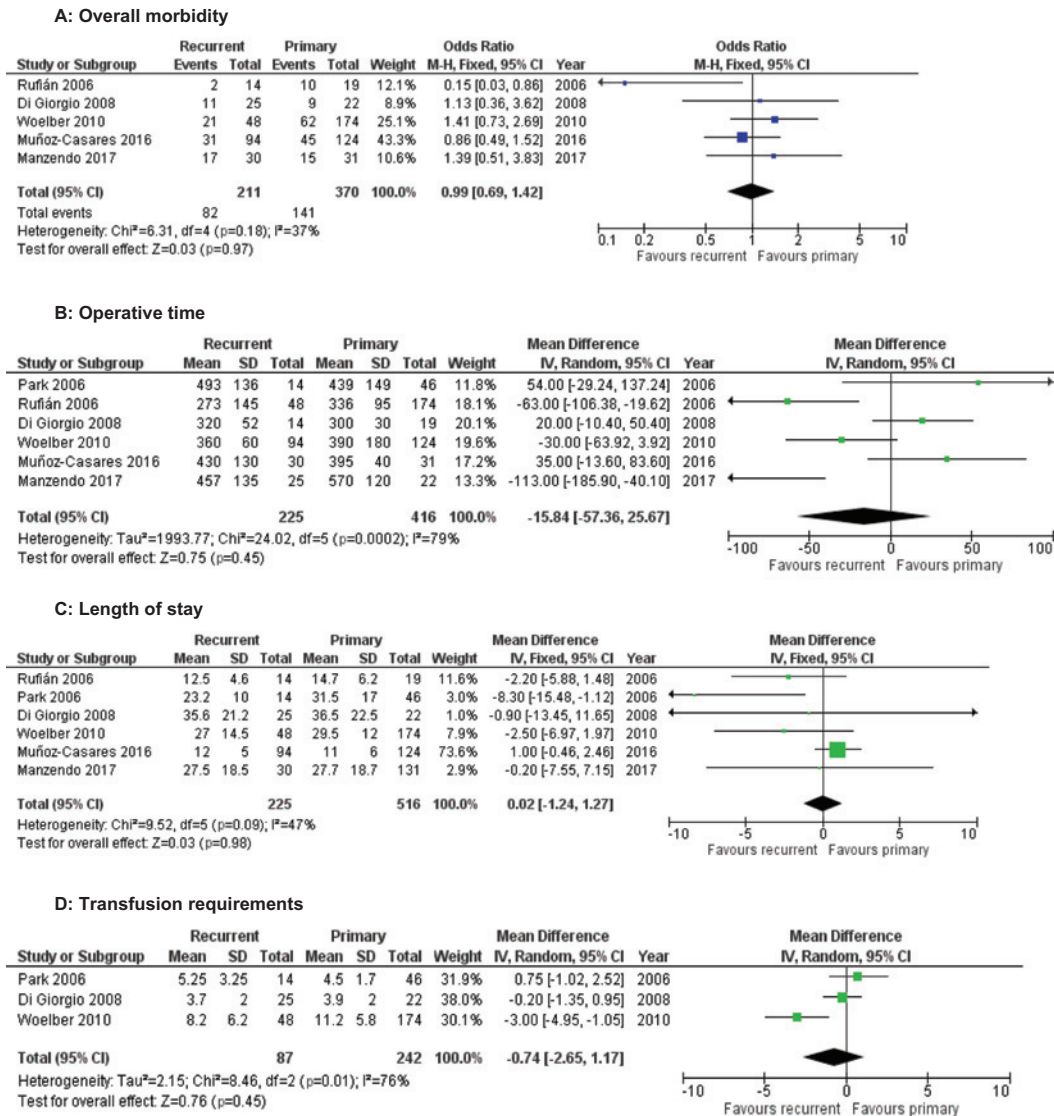 A: Overall morbidity
Recurrent Primary Odds Ratio Odds Ratio
Study or Subgroup Events Total Events Total Weight M-H, Fixed, 95% CI Year M-H, Fixed, 95% CI
Rufián 2006 2 14 10 19 12.1% 0.15 [0.03, 0.86] 2006
Di Giorgio 2008 11 25 9 22 8.9% 1.13 [0.36, 3.62] 2008
Woelber 2010 21 48 62 174 25.1% 1.41 [0.73, 2.69] 2010
Muñoz-Casares 2016 31 94 45 124 43.3% 0.86 [0.49, 1.52] 2016
Manzendo 2017 17 30 15 31 10.6% 1.39 [0.51, 3.83] 2017
Total (95% CI) 211 370 100.0% 0.99 [0.69, 1.42]
Total events 82 141
Heterogeneity: Chi²=6.31, df=4 (p=0.18); I²=37%
Test for overall effect: Z=0.03 (p=0.97)
0.1 0.2 0.5 1 2 5 10
Favours recurrent Favours primary
B: Operative time
Recurrent Primary Mean Difference Mean Difference
Study or Subgroup Mean SD Total Mean SD Total Weight IV, Random, 95% CI Year IV, Random, 95% CI
Park 2006 493 136 14 439 149 46 11.8% 54.00 [-29.24, 137.24] 2006
Rufián 2006 273 145 48 336 95 174 18.1% -63.00 [-106.38, -19.62] 2006
Di Giorgio 2008 320 52 14 300 30 19 20.1% 20.00 [-10.40, 50.40] 2008
Woelber 2010 360 60 94 390 180 124 19.6% -30.00 [-63.92, 3.92] 2010
Muñoz-Casares 2016 430 130 30 395 40 31 17.2% 35.00 [-13.60, 83.60] 2016
Manzendo 2017 457 135 25 570 120 22 13.3% -113.00 [-185.90, -40.10] 2017
Total (95% CI) 225 416 100.0% -15.84 [-57.36, 25.67]
Heterogeneity: Tau²=1993.77; Chi²=24.02, df=5 (p=0.0002); I²=79%
Test for overall effect: Z=0.75 (p=0.45)
-100 -50 0 50 100
Favours recurrent Favours primary
C: Length of stay
Recurrent Primary Mean Difference Mean Difference
Study or Subgroup Mean SD Total Mean SD Total Weight IV, Fixed, 95% CI Year IV, Fixed, 95% CI
Rufián 2006 12.5 4.6 14 14.7 6.2 19 11.6% -2.20 [-5.88, 1.48] 2006
Park 2006 23.2 10 14 31.5 17 46 3.0% -8.30 [-15.48, -1.12] 2006
Di Giorgio 2008 35.6 21.2 25 36.5 22.5 22 1.0% -0.90 [-13.45, 11.65] 2008
Woelber 2010 27 14.5 48 29.5 12 174 7.9% -2.50 [-6.97, 1.97] 2010
Muñoz-Casares 2016 12 5 94 11 6 124 73.6% 1.00 [-0.46, 2.46] 2016
Manzendo 2017 27.5 18.5 30 27.7 18.7 131 2.9% -0.20 [-7.55, 7.15] 2017
Total (95% CI) 225 516 100.0% 0.02 [-1.24, 1.27]
Heterogeneity: Chi²=9.52, df=5 (p=0.09); I²=47%
Test for overall effect: Z=0.03 (p=0.98)
-10 -5 0 5 10
Favours recurrent Favours primary
D: Transfusion requirements
Recurrent Primary Mean Difference Mean Difference
Study or Subgroup Mean SD Total Mean SD Total Weight IV, Random, 95% CI Year IV, Random, 95% CI
Park 2006 5.25 3.25 14 4.5 1.7 46 31.9% 0.75 [-1.02, 2.52] 2006
Di Giorgio 2008 3.7 2 25 3.9 2 22 38.0% -0.20 [-1.35, 0.95] 2008
Woelber 2010 8.2 6.2 48 11.2 5.8 174 30.1% -3.00 [-4.95, -1.05] 2010
Total (95% CI) 87 242 100.0% -0.74 [-2.65, 1.17]
Heterogeneity: Tau²=2.15; Chi²=8.46, df=2 (p=0.01); I²=76%
Test for overall effect: Z=0.76 (p=0.45)
-10 -5 0 5 10
Favours recurrent Favours primary